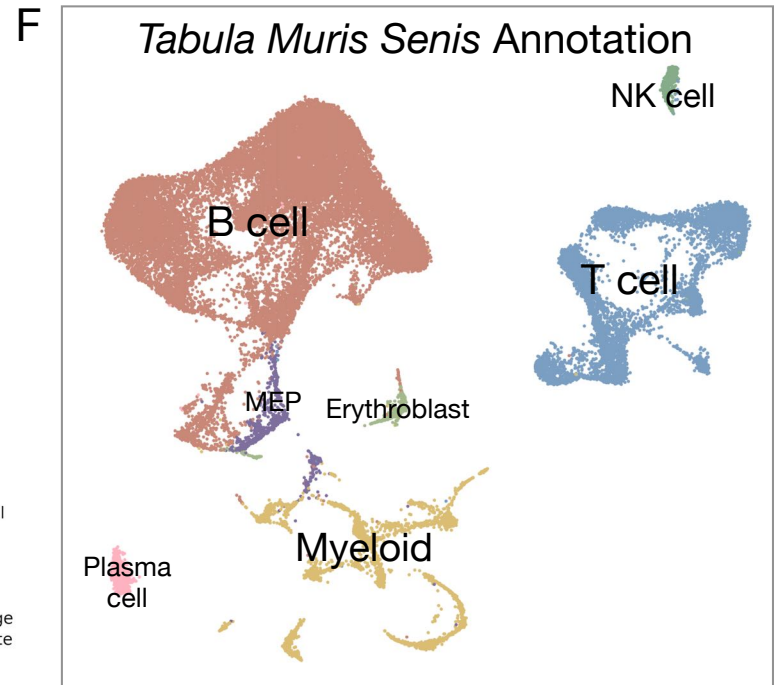 F
Tabula Muris Senis Annotation
NK cell
B cell
T cell
MEP
Erythroblast
Myeloid
Plasma
cell